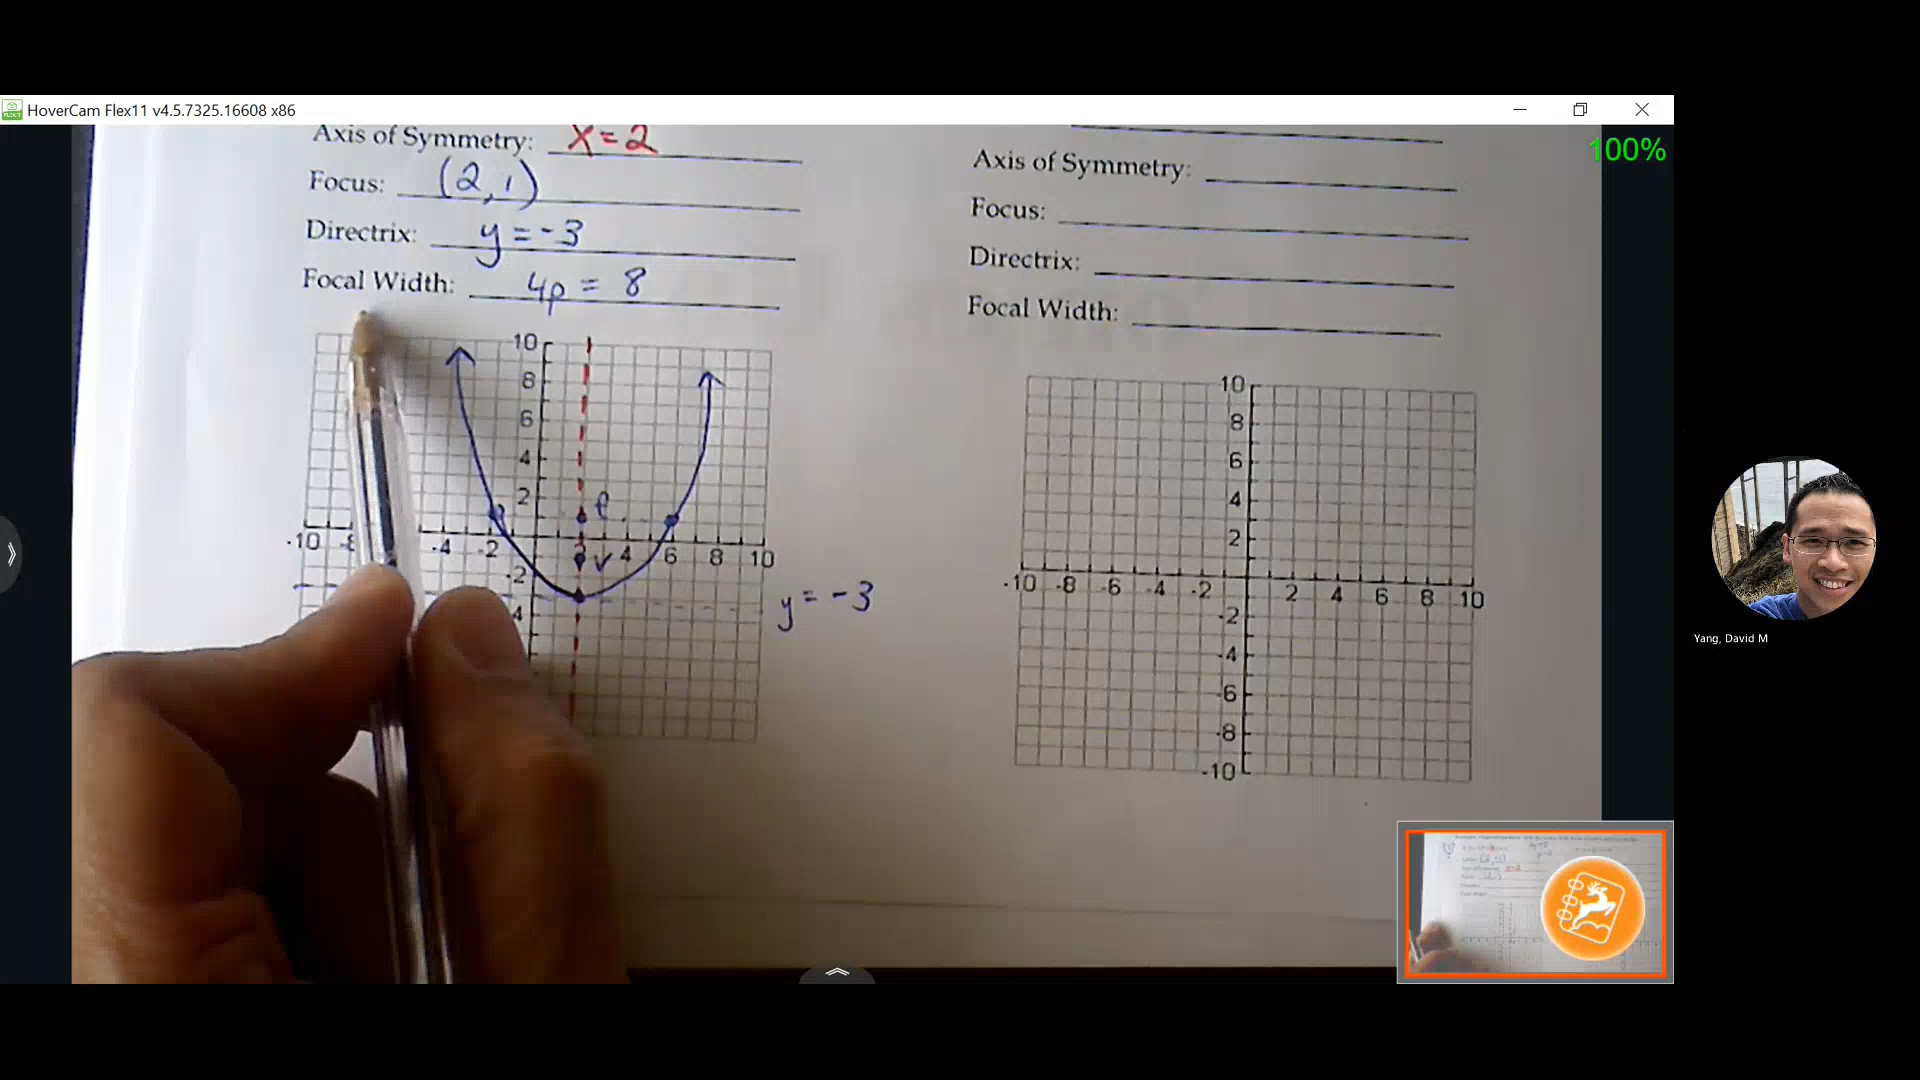 HoverCam Flex11 v4.5.7325.16608 x86
100%
Axis of Symmetry: x = 2
Focus: (2, 1)
Directrix: y = -3
Focal Width: 4p = 8
10
8
6
4
2
-10 -4 -2 4 6 8 10
-2
4
f
v
y = -3
Axis of Symmetry:
Focus:
Directrix:
Focal Width:
10
8
6
4
2
-10 -8 -6 -4 -2 2 4 6 8 10
-2
-4
-6
-8
-10
Yang, David M